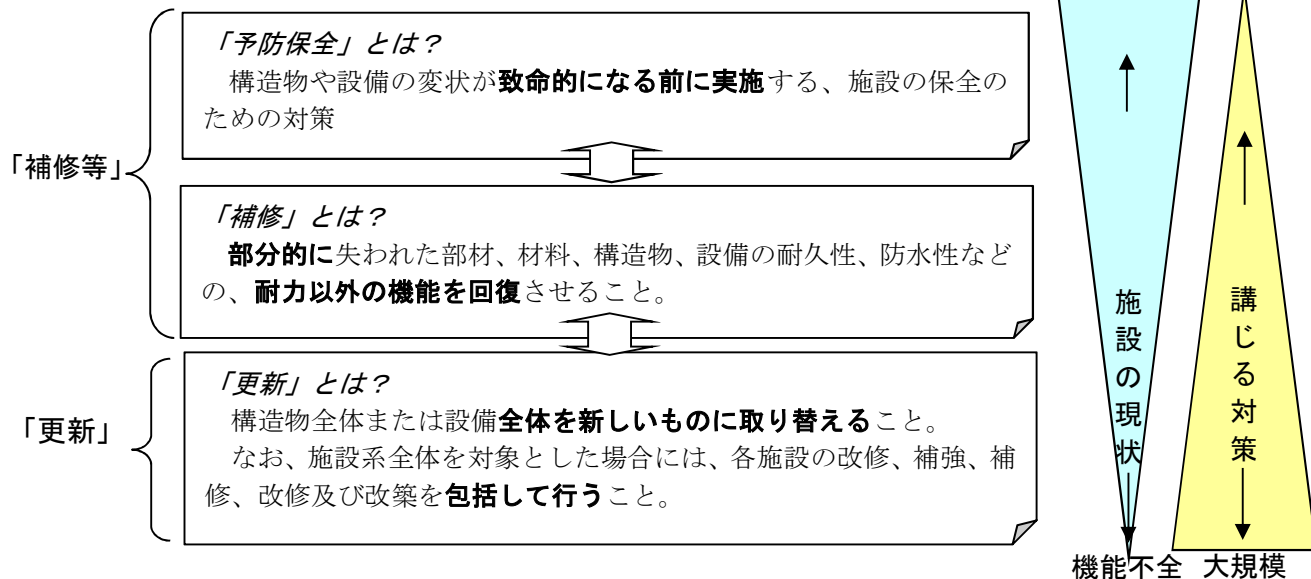 「補修等」
「予防保全」とは？
構造物や設備の変状が致命的になる前に実施する、施設の保全の
ための対策
「補修」とは？
部分的に失われた部材、材料、構造物、設備の耐久性、防水性など
の、耐力以外の機能を回復させること。
「更新」
「更新」とは？
構造物全体または設備全体を新しいものに取り替えること。
なお、施設系全体を対象とした場合には、各施設の改修、補強、補
修、改修及び改築を包括して行うこと。
施設の現状
講じる対策
機能不全
大規模